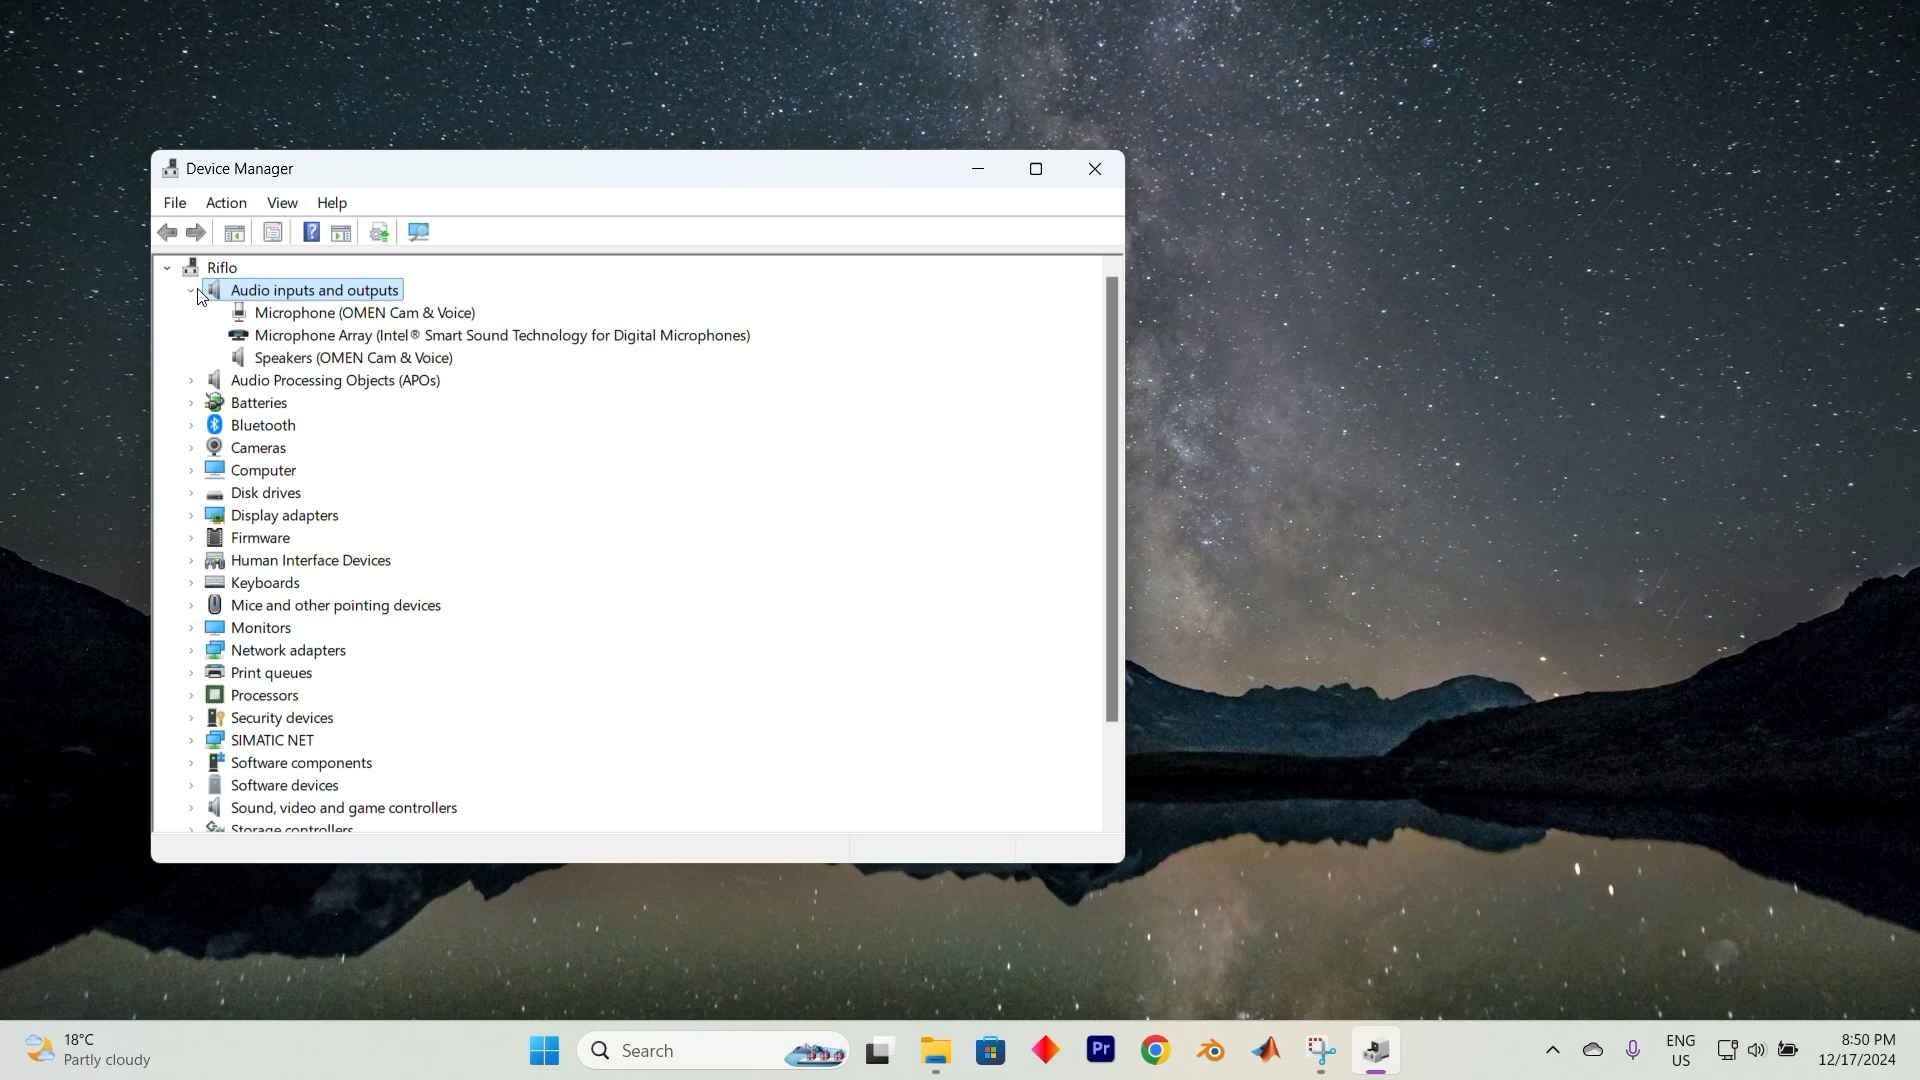 Device Manager
File Action View Help
?
Riflo
Audio inputs and outputs
Microphone (OMEN Cam & Voice)
Microphone Array (Intel® Smart Sound Technology for Digital Microphones)
Speakers (OMEN Cam & Voice)
Audio Processing Objects (APOs)
Batteries
Bluetooth
Cameras
Computer
Disk drives
Display adapters
Firmware
Human Interface Devices
Keyboards
Mice and other pointing devices
Monitors
Network adapters
Print queues
Processors
Security devices
SIMATIC NET
Software components
Software devices
Sound, video and game controllers
Storage controllers
18°C
Partly cloudy
Search
Pr
ENG
US
8:50 PM
12/17/2024